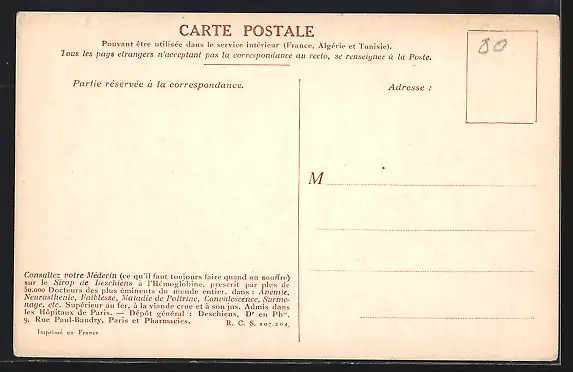 CARTE POSTALE
80
Pouvant être utilisée dans le service intérieur (France, Algérie et Tunisie).
Tous les pays étrangers n'acceptant pas la correspondance au recto, se renseigner à la Poste.
Partie réservée à la correspondance.
Adresse :
M
Consultez votre Médecin (ce qu'il faut toujours faire quand on souffre)
sur le Sirop de Deschiens à l'Hémoglobine, prescrit par plus de
30.000 Docteurs des plus éminents du monde entier, dans : Anémie,
Neurasthénie, Faiblesse, Maladie de Poitrine, Convalescence, Surme-
nage, etc. Supérieur au fer, à la viande crue et à son jus. Admis dans
les Hôpitaux de Paris. — Dépôt général : Deschiens, Dr en Phie,
9, Rue Paul-Baudry, Paris et Pharmacies. R. C. S. 207.204.
Imprimé en France